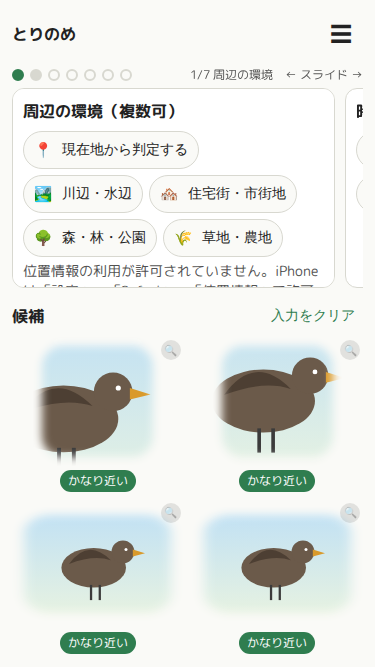 とりのめ
1/7 周辺の環境 ← スライド →
周辺の環境（複数可）
現在地から判定する
川辺・水辺
住宅街・市街地
森・林・公園
草地・農地
位置情報の利用が許可されていません。iPhone
候補
入力をクリア
かなり近い
かなり近い
かなり近い
かなり近い